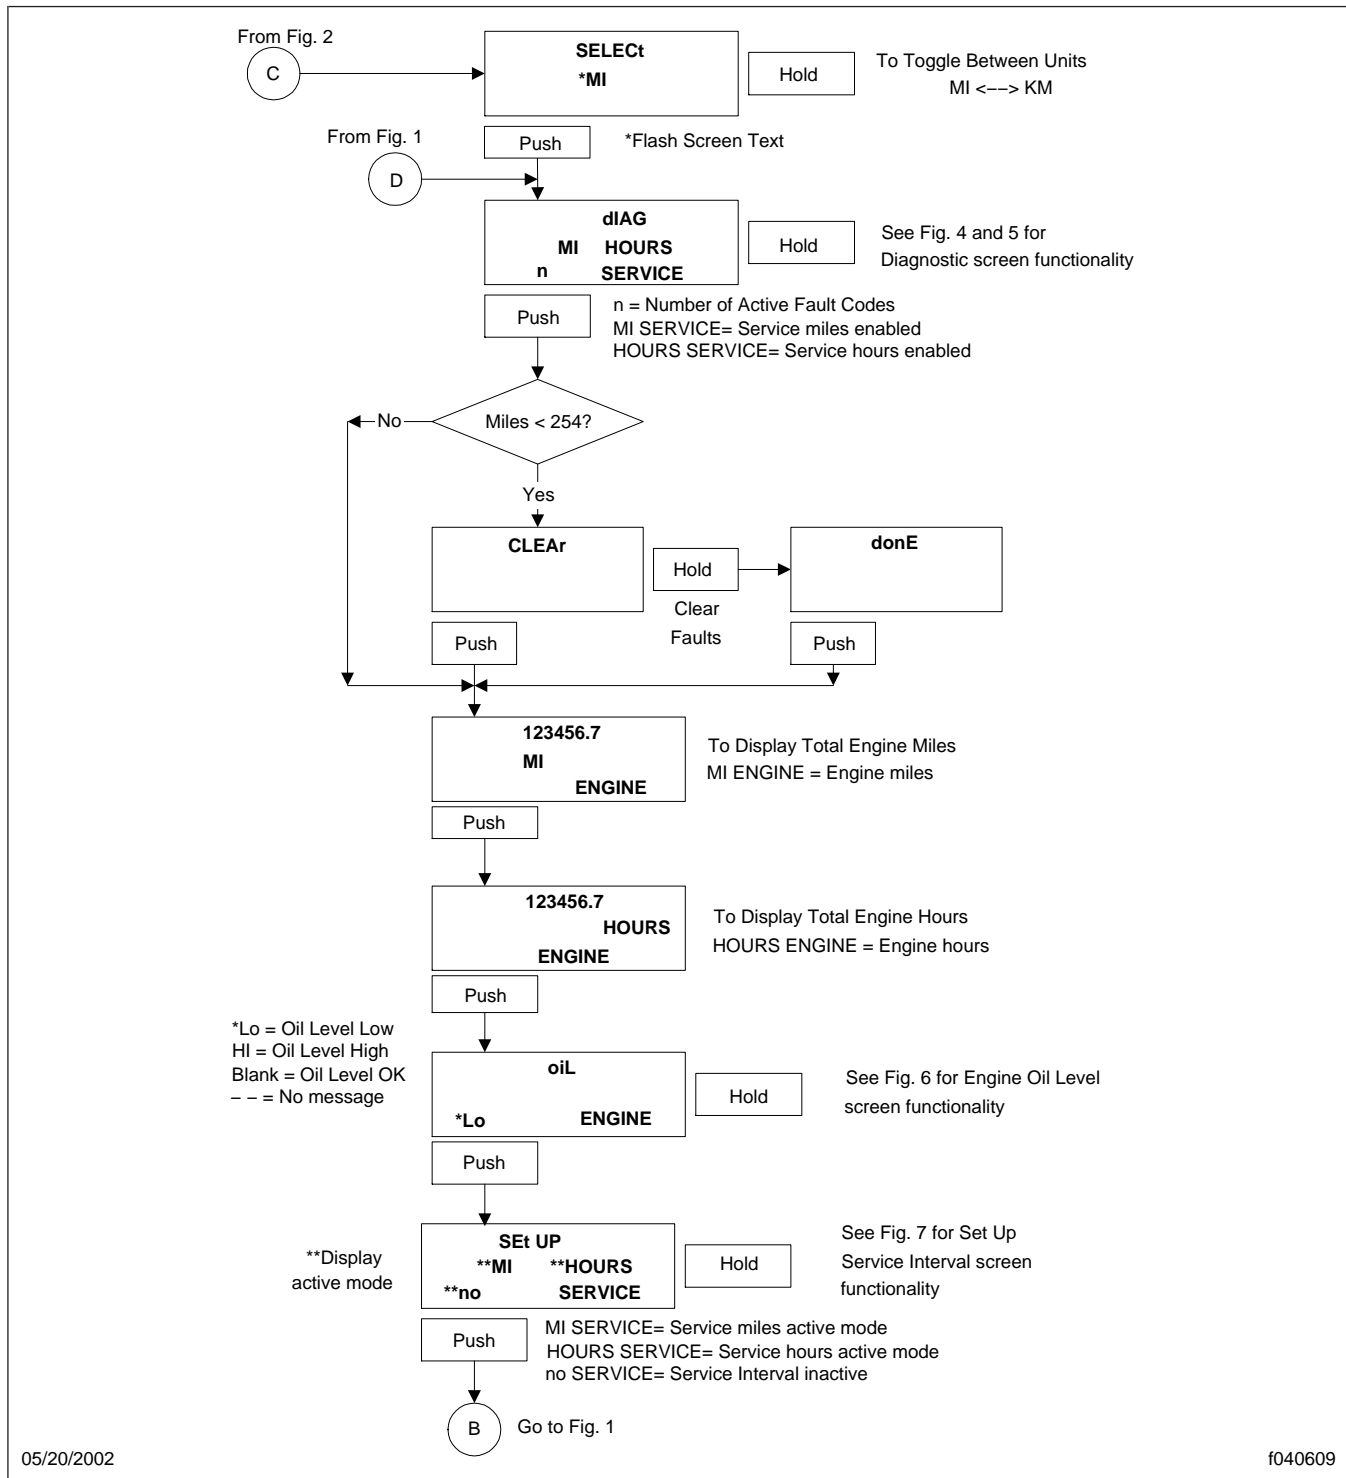 From Fig. 2
C
SELECt
*MI
Hold
To Toggle Between Units
MI <−−> KM
From Fig. 1
D
Push
*Flash Screen Text
dIAG
MI HOURS
n SERVICE
Hold
See Fig. 4 and 5 for
Diagnostic screen functionality
Push
n = Number of Active Fault Codes
MI SERVICE= Service miles enabled
HOURS SERVICE= Service hours enabled
Miles < 254?
No
Yes
CLEAr
Hold
Clear
Faults
donE
Push
Push
123456.7
MI
ENGINE
To Display Total Engine Miles
MI ENGINE = Engine miles
Push
123456.7
HOURS
ENGINE
To Display Total Engine Hours
HOURS ENGINE = Engine hours
Push
*Lo = Oil Level Low
HI = Oil Level High
Blank = Oil Level OK
− − = No message
oiL
*Lo ENGINE
Hold
See Fig. 6 for Engine Oil Level
screen functionality
Push
**Display
active mode
SEt UP
**MI **HOURS
**no SERVICE
Hold
See Fig. 7 for Set Up
Service Interval screen
functionality
Push
MI SERVICE= Service miles active mode
HOURS SERVICE= Service hours active mode
no SERVICE= Service Interval inactive
B
Go to Fig. 1
05/20/2002
f040609